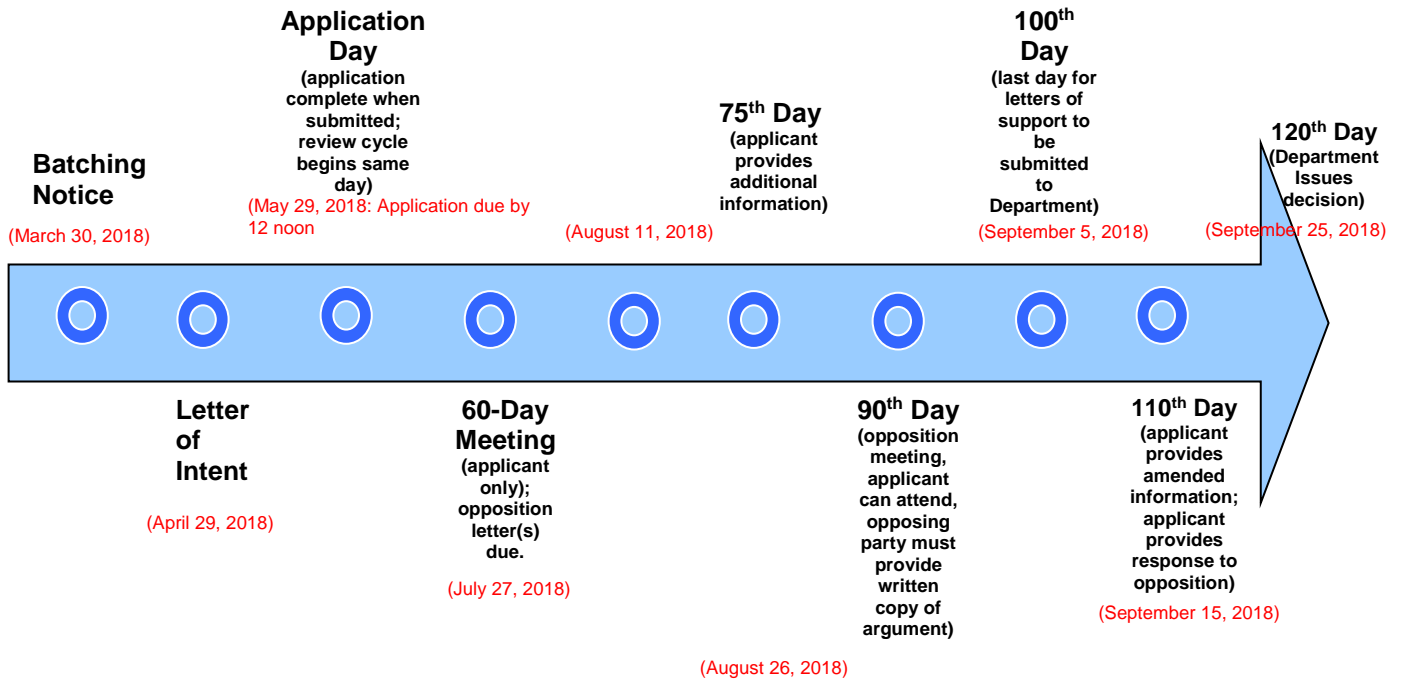 Batching
Notice
(March 30, 2018)
Letter
of
Intent
(April 29, 2018)
Application
Day
(application
complete when
submitted;
review cycle
begins same
day)
(May 29, 2018: Application due by
12 noon
60-Day
Meeting
(applicant
only);
opposition
letter(s)
due.
(July 27, 2018)
75th Day
(applicant
provides
additional
information)
(August 11, 2018)
90th Day
(opposition
meeting,
applicant
can attend,
opposing
party must
provide
written
copy of
argument)
(August 26, 2018)
100th
Day
(last day for
letters of
support to
be
submitted
to
Department)
(September 5, 2018)
110th Day
(applicant
provides
amended
information;
applicant
provides
response to
opposition)
(September 15, 2018)
120th Day
(Department
Issues
decision)
(September 25, 2018)